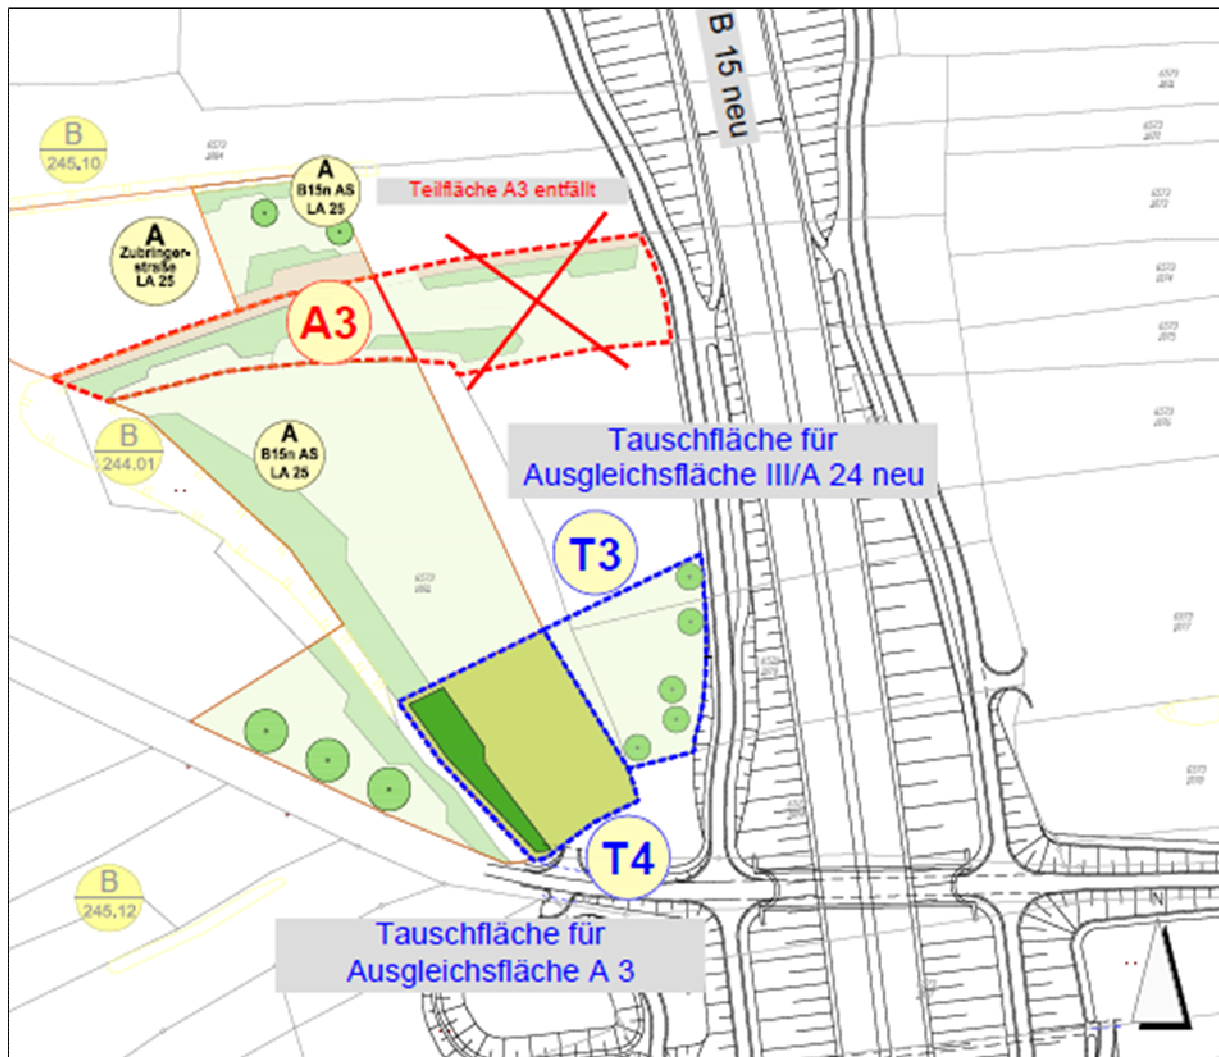 B 15 neu
B
245.10
A
B15n AS
LA 25
Teilfläche A3 entfällt
A
Zubringer-
straße
LA 25
A3
B
244.01
A
B15n AS
LA 25
Tauschfläche für
Ausgleichsfläche III/A 24 neu
T3
T4
B
245.12
Tauschfläche für
Ausgleichsfläche A 3
N